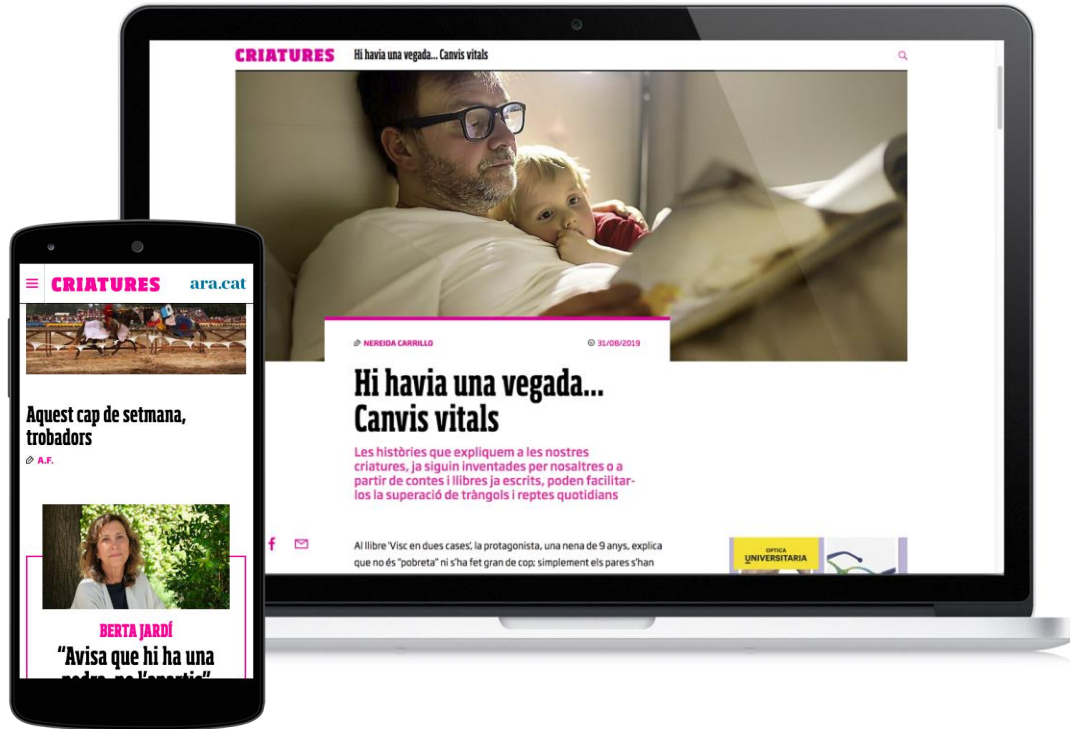 CRIATURES Hi havia una vegada... Canvis vitals
NEREIDA CARRILLO 31/08/2019
Hi havia una vegada...
Canvis vitals
Les històries que expliquem a les nostres
criatures, ja siguin inventades per nosaltres o a
partir de contes i llibres ja escrits, poden facilitar-
los la superació de tràngols i reptes quotidians
Al llibre 'Visc en dues cases', la protagonista, una nena de 9 anys, explica
que no és "pobreta" ni s'ha fet gran de cop; simplement els pares s'han
OPTICA
UNIVERSITARIA
CRIATURES ara.cat
Aquest cap de setmana,
trobadors
A.F.
BERTA JARDÍ
“Avisa que hi ha una
pedra, no l'apartis”